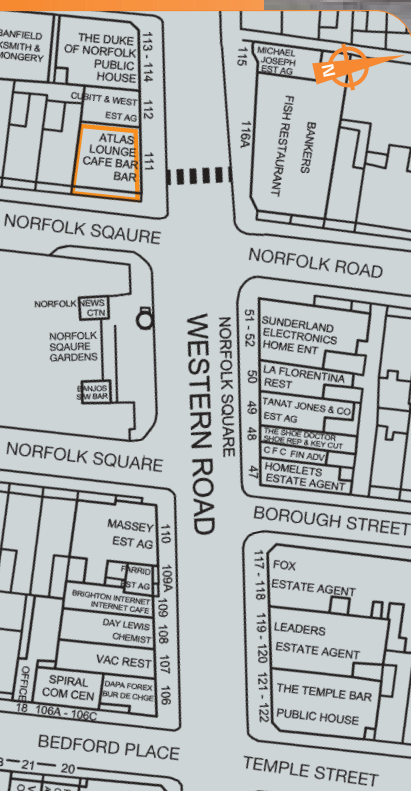 BANFIELD
KSMITH &
MONGERY
THE DUKE
OF NORFOLK
PUBLIC
HOUSE
113 - 114
CUBITT & WEST
EST AG
112
ATLAS
LOUNGE
CAFE BAR
BAR
111
115
MICHAEL
JOSEPH
EST AG
N
116A
FISH RESTAURANT
BANKERS
NORFOLK SQAURE
NORFOLK ROAD
NORFOLK
NEWS
CTN
NORFOLK
SQAURE
GARDENS
BANJOS
S/W BAR
WESTERN ROAD
NORFOLK SQUARE
51 - 52
SUNDERLAND
ELECTRONICS
HOME ENT
50
LA FLORENTINA
REST
49
TANAT JONES & CO
EST AG
48
THE SHOE DOCTOR
SHOE REP & KEY CUT
C F C FIN ADV
47
HOMELETS
ESTATE AGENT
NORFOLK SQUARE
BOROUGH STREET
MASSEY
EST AG
110
FARRID
EST AG
109A
BRIGHTON INTERNET
INTERNET CAFE
109
DAY LEWIS
CHEMIST
108
VAC REST
107
OFFICE
SPIRAL
COM CEN
DAPA FOREX
BUR DE CHGE
106
18
106A - 106C
117 - 118
FOX
ESTATE AGENT
119 - 120
LEADERS
ESTATE AGENT
121 - 122
THE TEMPLE BAR
PUBLIC HOUSE
BEDFORD PLACE
TEMPLE STREET
21
20